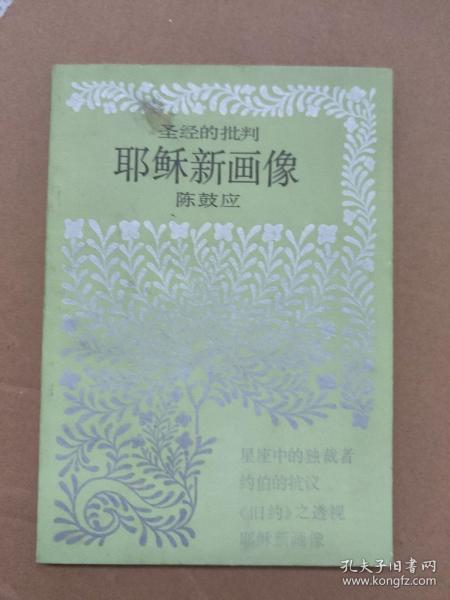 圣经的批判
耶稣新画像
陈鼓应
星座中的独裁者
约伯的抗议
《旧约》之透视
耶稣新画像
孔夫子旧书网
www.kongfz.com